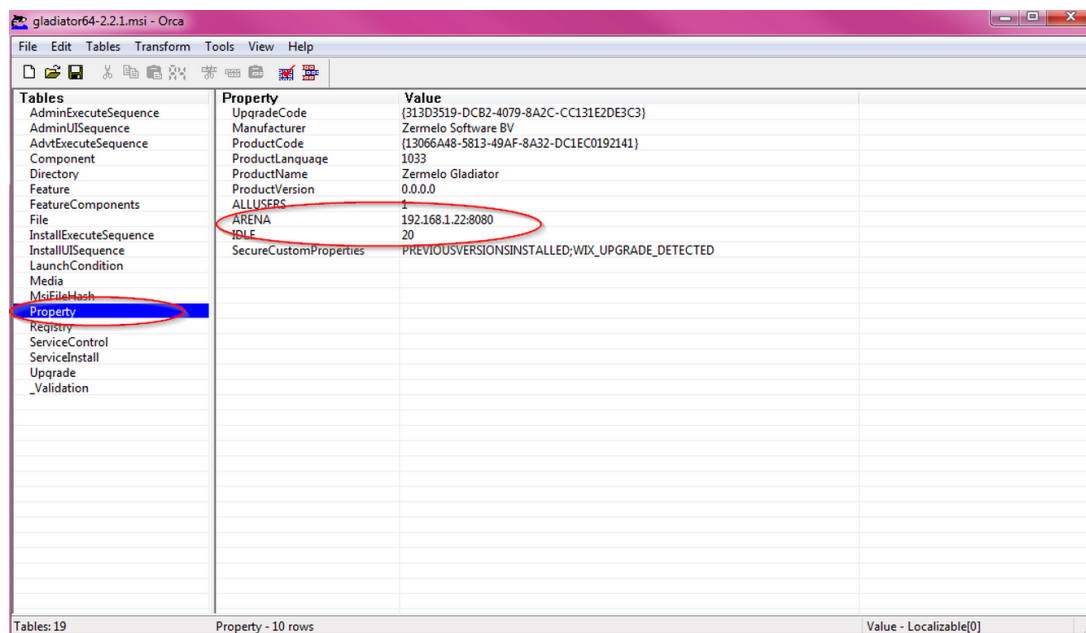 gladiator64-2.2.1.msi - Orca
File Edit Tables Transform Tools View Help
Tables
AdminExecuteSequence
AdminUISequence
AdvtExecuteSequence
Component
Directory
Feature
FeatureComponents
File
InstallExecuteSequence
InstallUISequence
LaunchCondition
Media
MsiFileHash
Property
Registry
ServiceControl
ServiceInstall
Upgrade
_Validation
Property Value
UpgradeCode {313D3519-DCB2-4079-8A2C-CC131E2DE3C3}
Manufacturer Zermelo Software BV
ProductCode {13066A48-5813-49AF-8A32-DC1EC0192141}
ProductLanguage 1033
ProductName Zermelo Gladiator
ProductVersion 0.0.0.0
ALLUSERS 1
ARENA 192.168.1.22:8080
IDLE 20
SecureCustomProperties PREVIOUSVERSIONSINSTALLED;WIX_UPGRADE_DETECTED
Tables: 19 Property - 10 rows Value - Localizable[0]